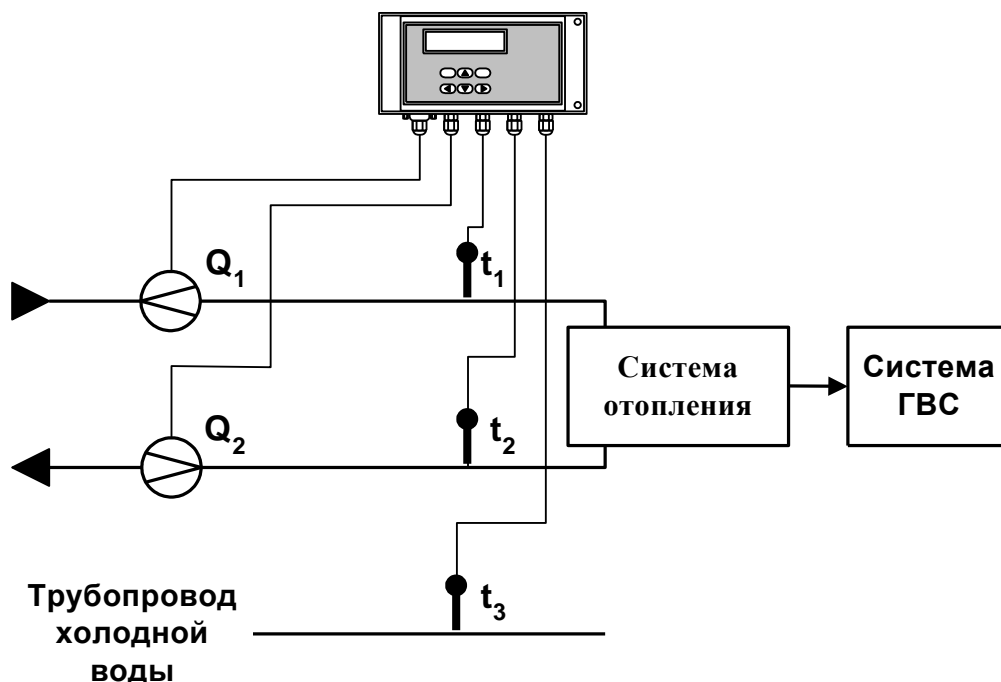 Q1
t1
Система
отопления
Система
ГВС
Q2
t2
t3
Трубопровод
холодной
воды